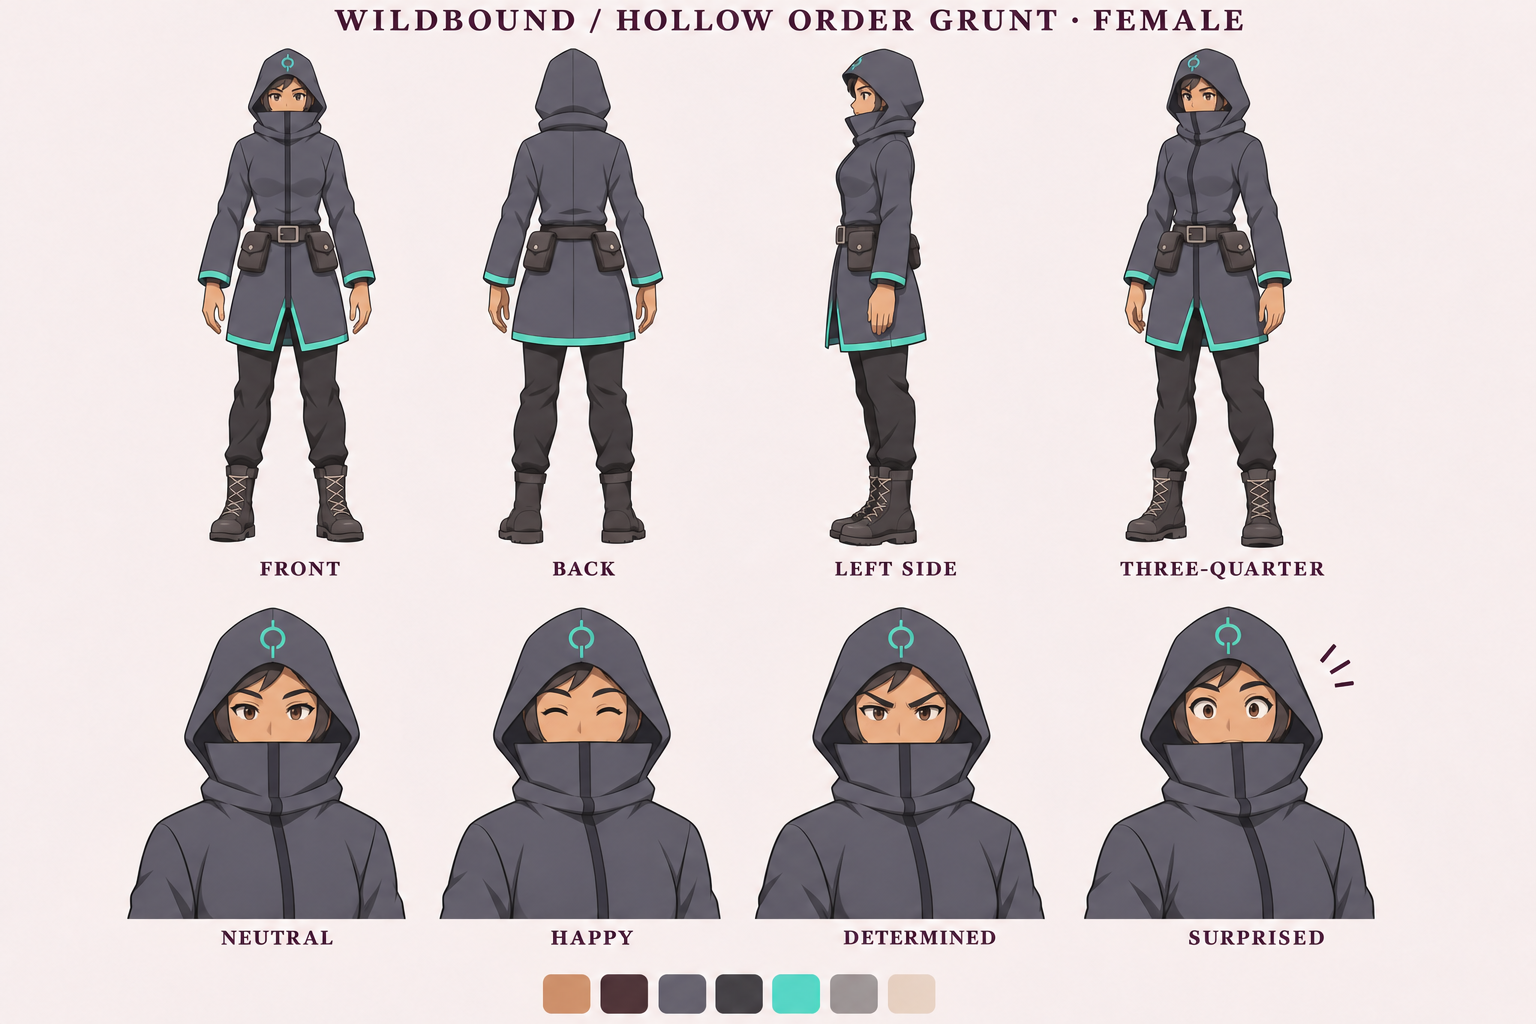 WILDBOUND / HOLLOW ORDER GRUNT · FEMALE
FRONT
BACK
LEFT SIDE
THREE-QUARTER
NEUTRAL
HAPPY
DETERMINED
SURPRISED